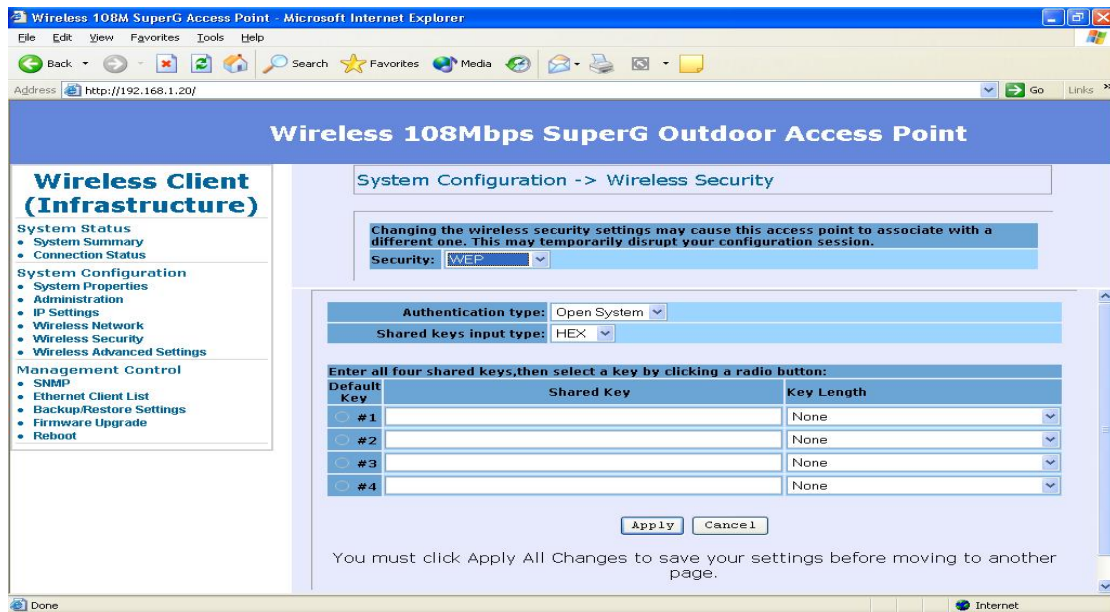 Wireless 108M SuperG Access Point - Microsoft Internet Explorer
File Edit View Favorites Tools Help
Back Search Favorites Media
Address http://192.168.1.20/ Go Links »
Wireless 108Mbps SuperG Outdoor Access Point
Wireless Client
(Infrastructure)
System Status
• System Summary
• Connection Status
System Configuration
• System Properties
• Administration
• IP Settings
• Wireless Network
• Wireless Security
• Wireless Advanced Settings
Management Control
• SNMP
• Ethernet Client List
• Backup/Restore Settings
• Firmware Upgrade
• Reboot
System Configuration -> Wireless Security
Changing the wireless security settings may cause this access point to associate with a
different one. This may temporarily disrupt your configuration session.
Security: WEP
Authentication type: Open System
Shared keys input type: HEX
Enter all four shared keys,then select a key by clicking a radio button:
Default
Key Shared Key Key Length
#1 None
#2 None
#3 None
#4 None
Apply Cancel
You must click Apply All Changes to save your settings before moving to another
page.
Done Internet